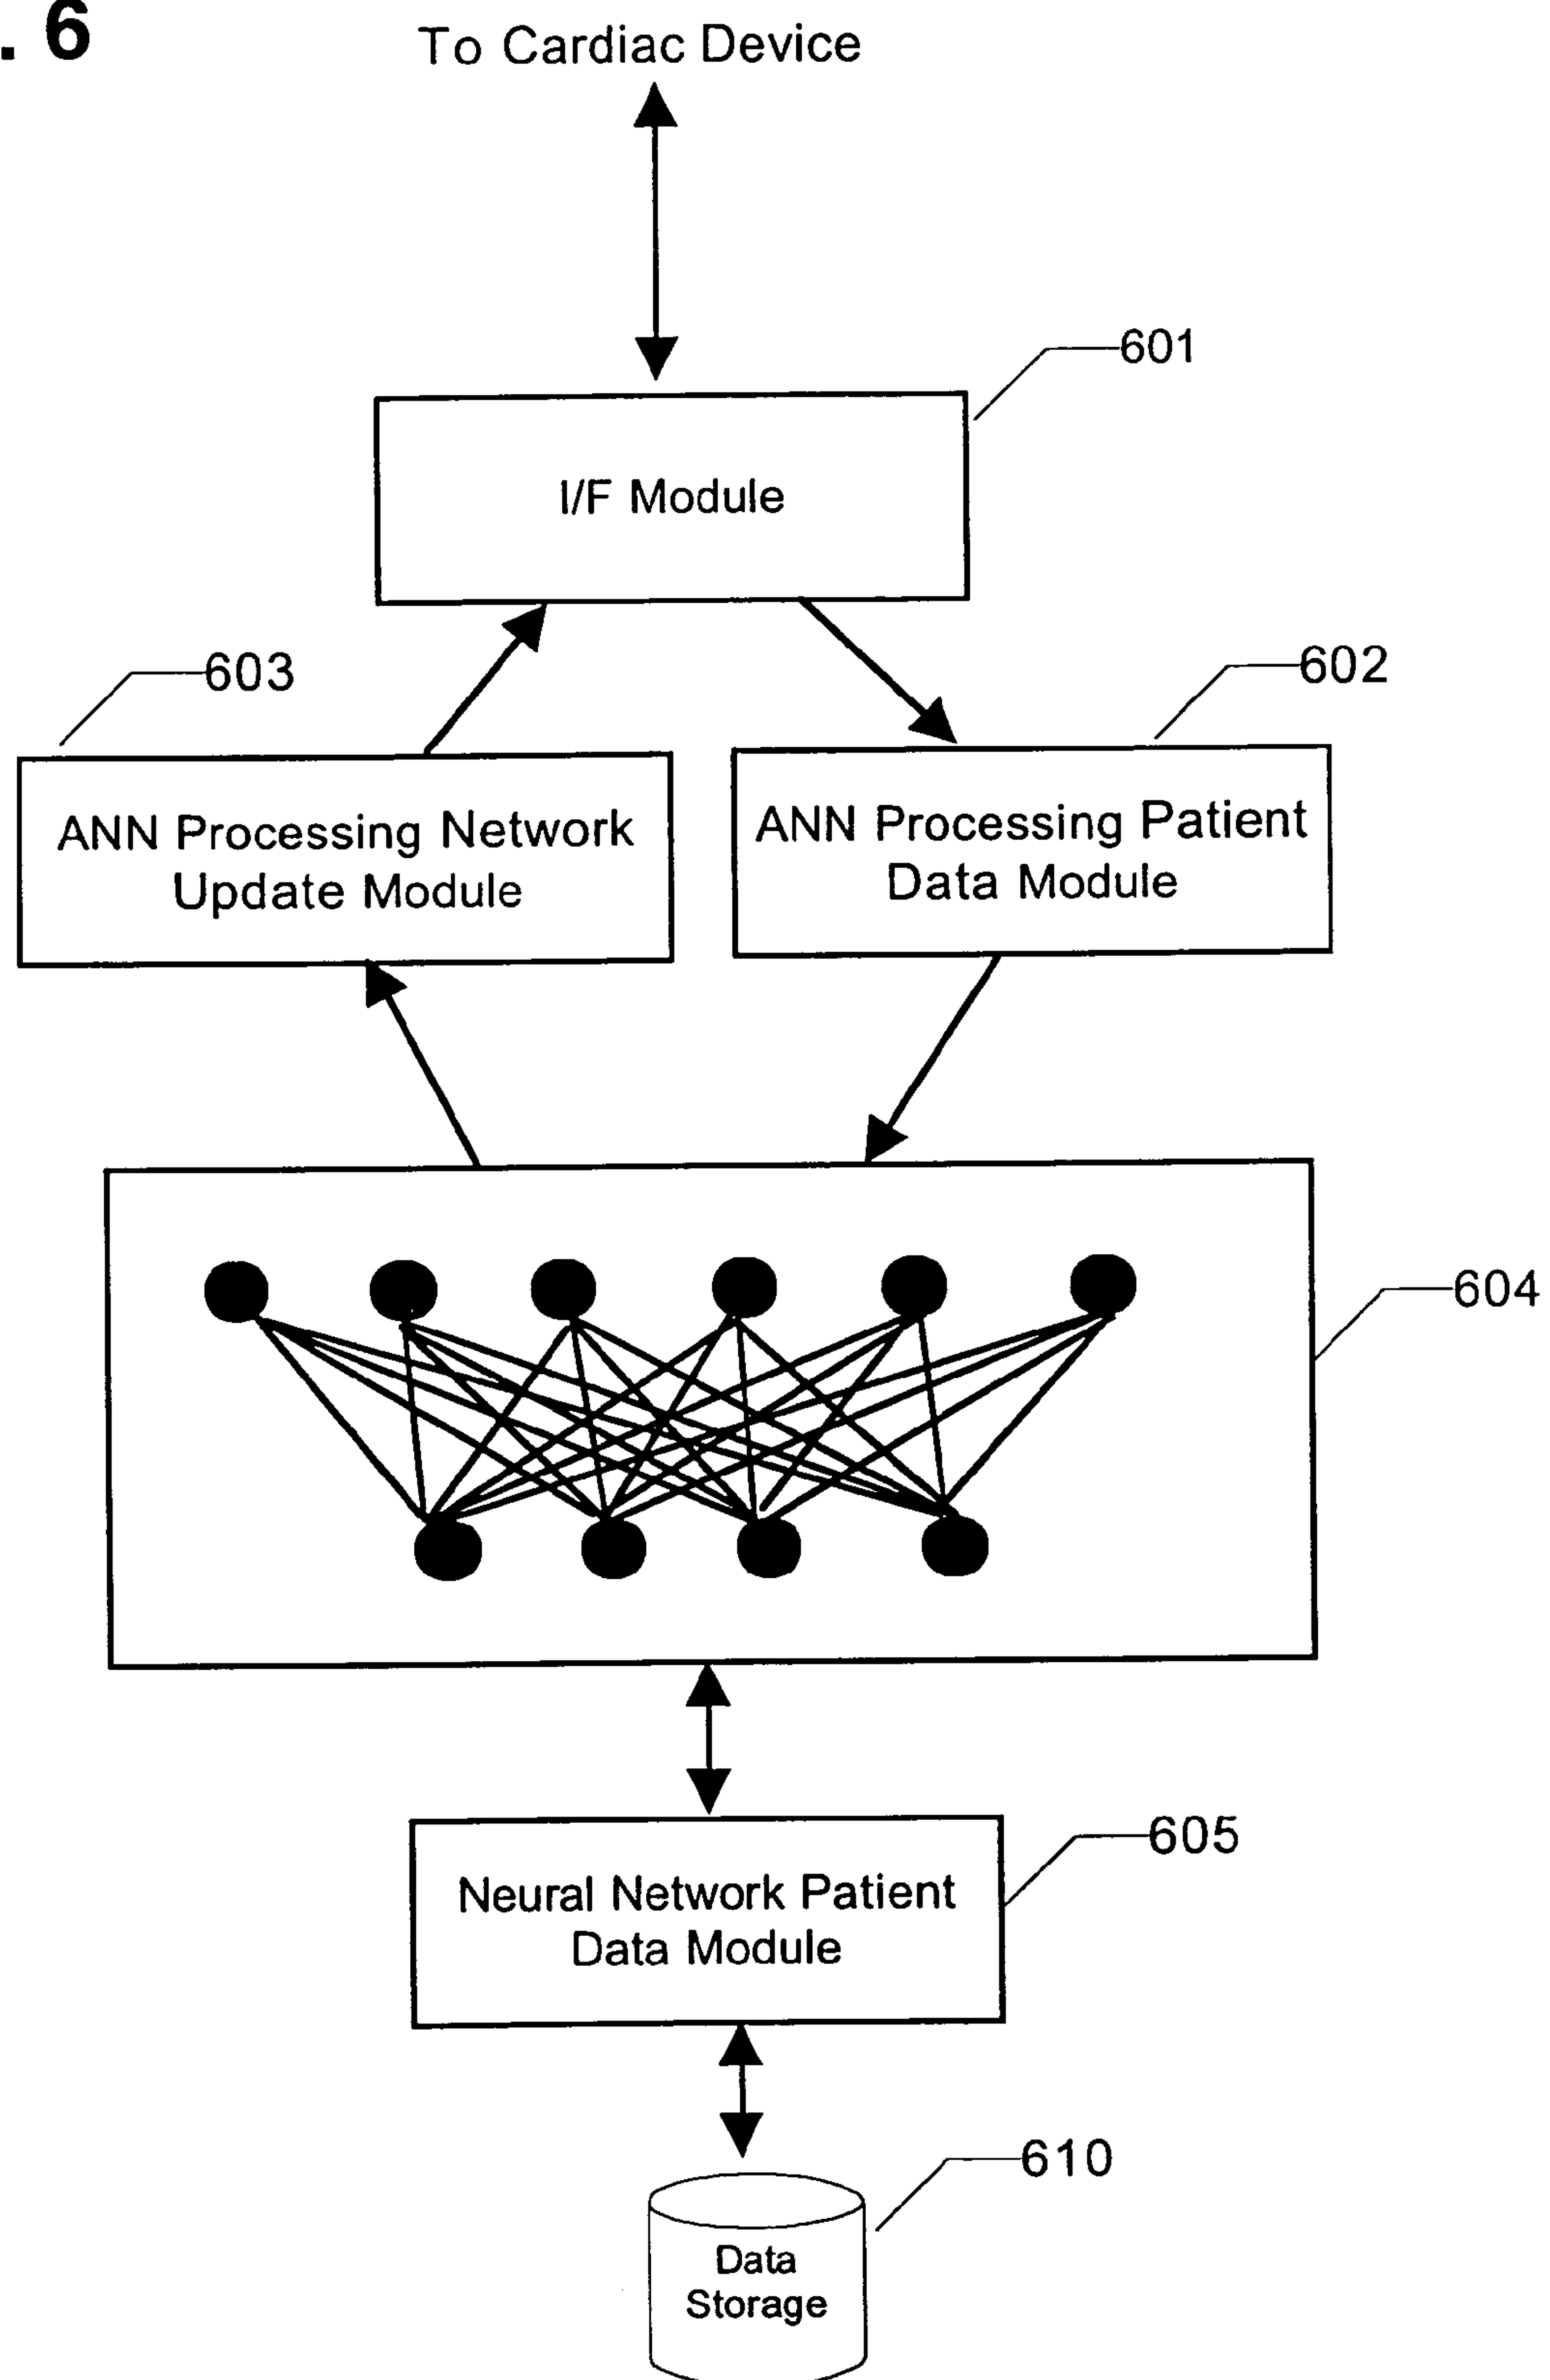 . 6
To Cardiac Device
601
I/F Module
603
602
ANN Processing Network
Update Module
ANN Processing Patient
Data Module
604
605
Neural Network Patient
Data Module
610
Data
Storage